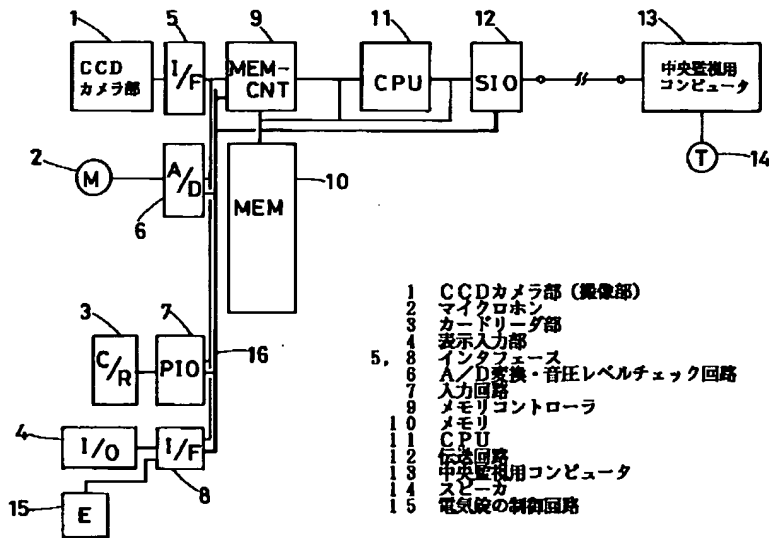 1
5
9
11
12
13
CCD
カメラ部
I/F
MEM-
CNT
CPU
SIO
中央監視用
コンピュータ
2
M
A/D
6
MEM
10
T
14
3
7
C/R
PIO
16
4
I/O
I/F
8
15
E
1 CCDカメラ部(撮像部)
2 マイクロホン
3 カードリーダ部
4 表示入力部
5, 8 インタフェース
6 A/D変換・音圧レベルチェック回路
7 入力回路
9 メモリコントローラ
10 メモリ
11 CPU
12 伝送回路
13 中央監視用コンピュータ
14 スピーカ
15 電気錠の制御回路